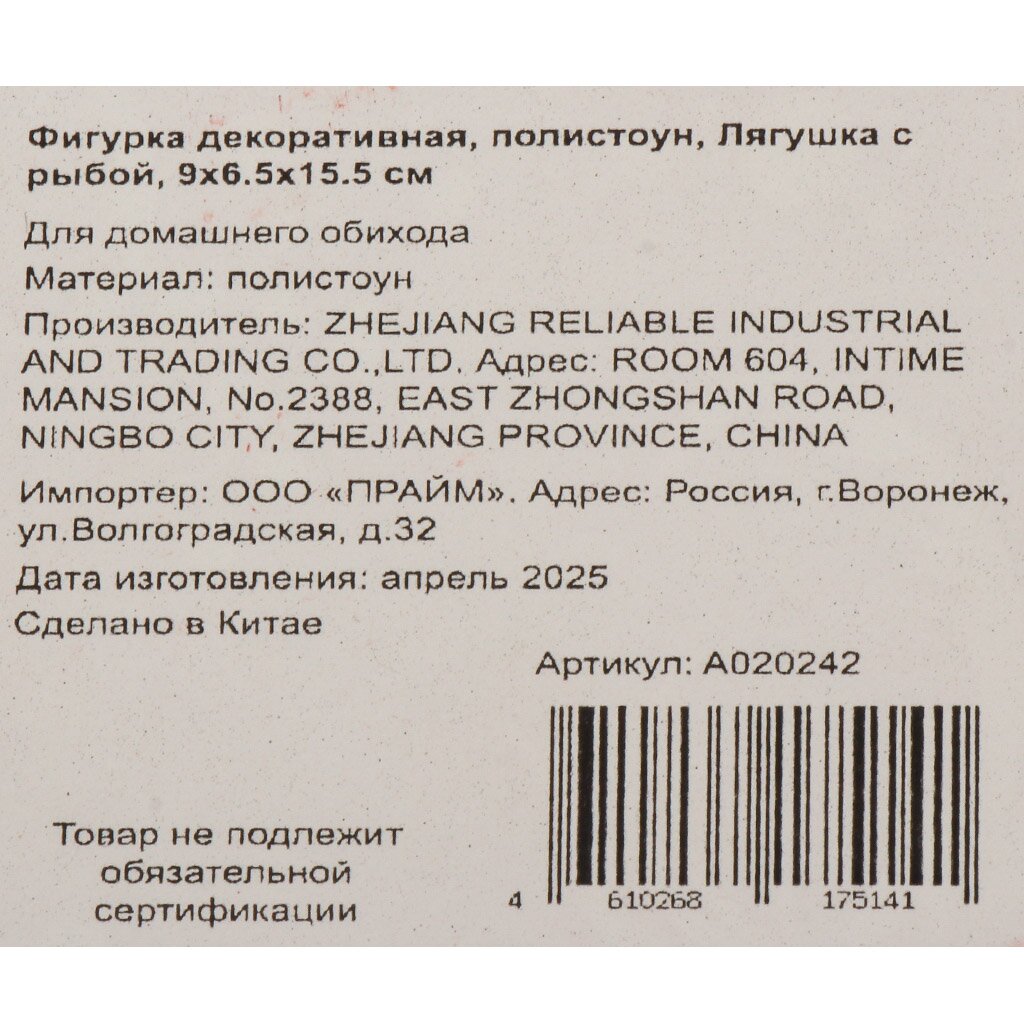 Фигурка декоративная, полистоун, Лягушка с
рыбой, 9х6.5х15.5 см
Для домашнего обихода
Материал: полистоун
Производитель: ZHEJIANG RELIABLE INDUSTRIAL
AND TRADING CO.,LTD. Адрес: ROOM 604, INTIME
MANSION, No.2388, EAST ZHONGSHAN ROAD,
NINGBO CITY, ZHEJIANG PROVINCE, CHINA
Импортер: ООО «ПРАЙМ». Адрес: Россия, г.Воронеж,
ул.Волгоградская, д.32
Дата изготовления: апрель 2025
Сделано в Китае
Артикул: А020242
Товар не подлежит
обязательной
сертификации
4 610268 175141